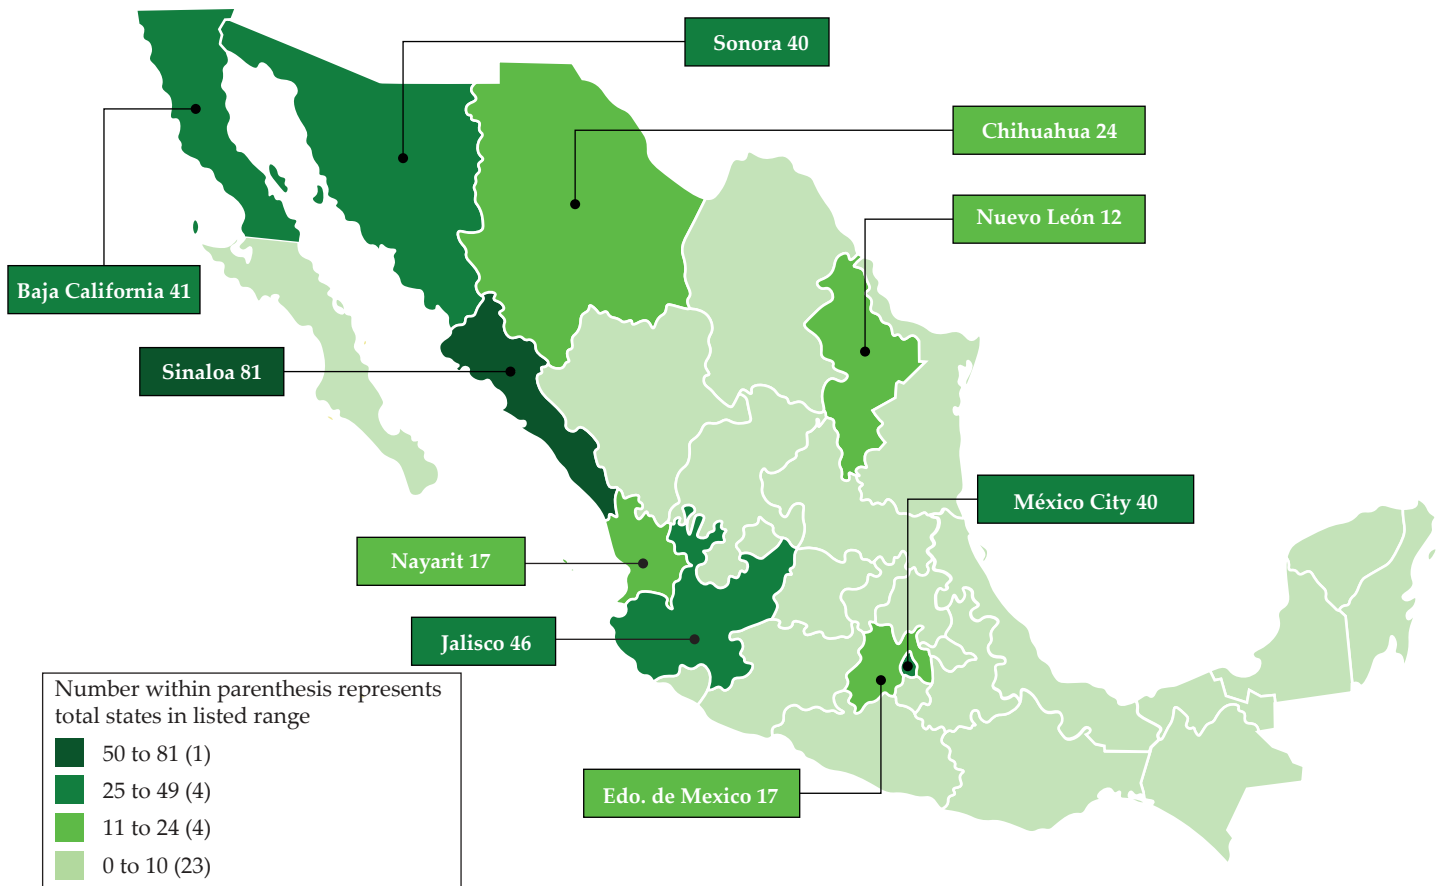 Sonora 40
Chihuahua 24
Nuevo León 12
Baja California 41
Sinaloa 81
México City 40
Nayarit 17
Jalisco 46
Edo. de Mexico 17
Number within parenthesis represents
total states in listed range
50 to 81 (1)
25 to 49 (4)
11 to 24 (4)
0 to 10 (23)